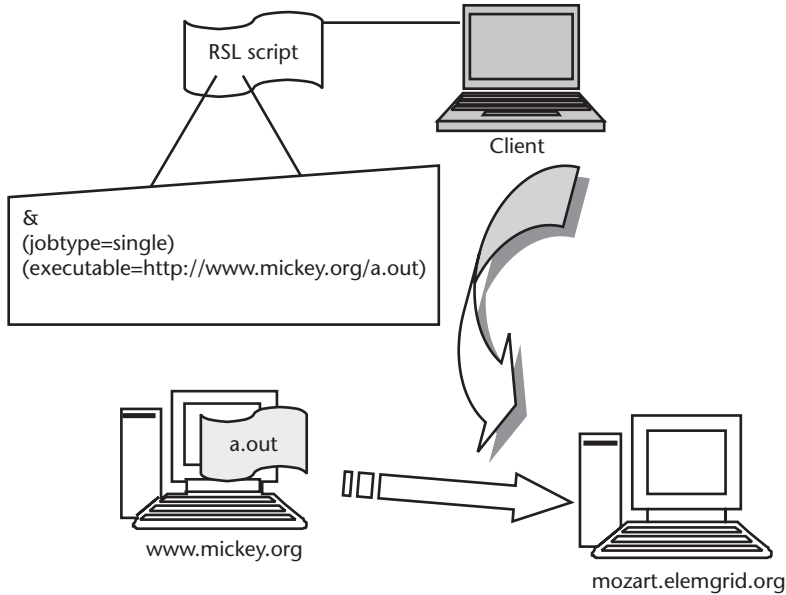 RSL script
Client
&
(jobtype=single)
(executable=http://www.mickey.org/a.out)
a.out
www.mickey.org
mozart.elemgrid.org